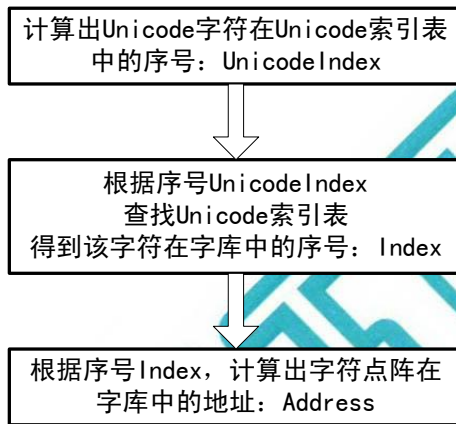 计算出Unicode字符在Unicode索引表
中的序号：UnicodeIndex
根据序号UnicodeIndex
查找Unicode索引表
得到该字符在字库中的序号：Index
根据序号Index，计算出字符点阵在
字库中的地址：Address